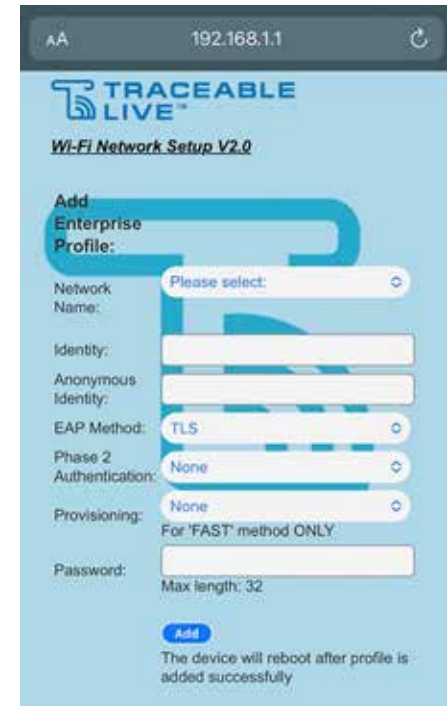 AA
192.168.1.1
TRACEABLE
LIVE™
Wi-Fi Network Setup V2.0
Add
Enterprise
Profile:
Network
Name:
Please select:
Identity:
Anonymous
Identity:
EAP Method:
TLS
Phase 2
Authentication:
None
Provisioning:
None
For 'FAST' method ONLY
Password:
Max length: 32
Add
The device will reboot after profile is
added successfully